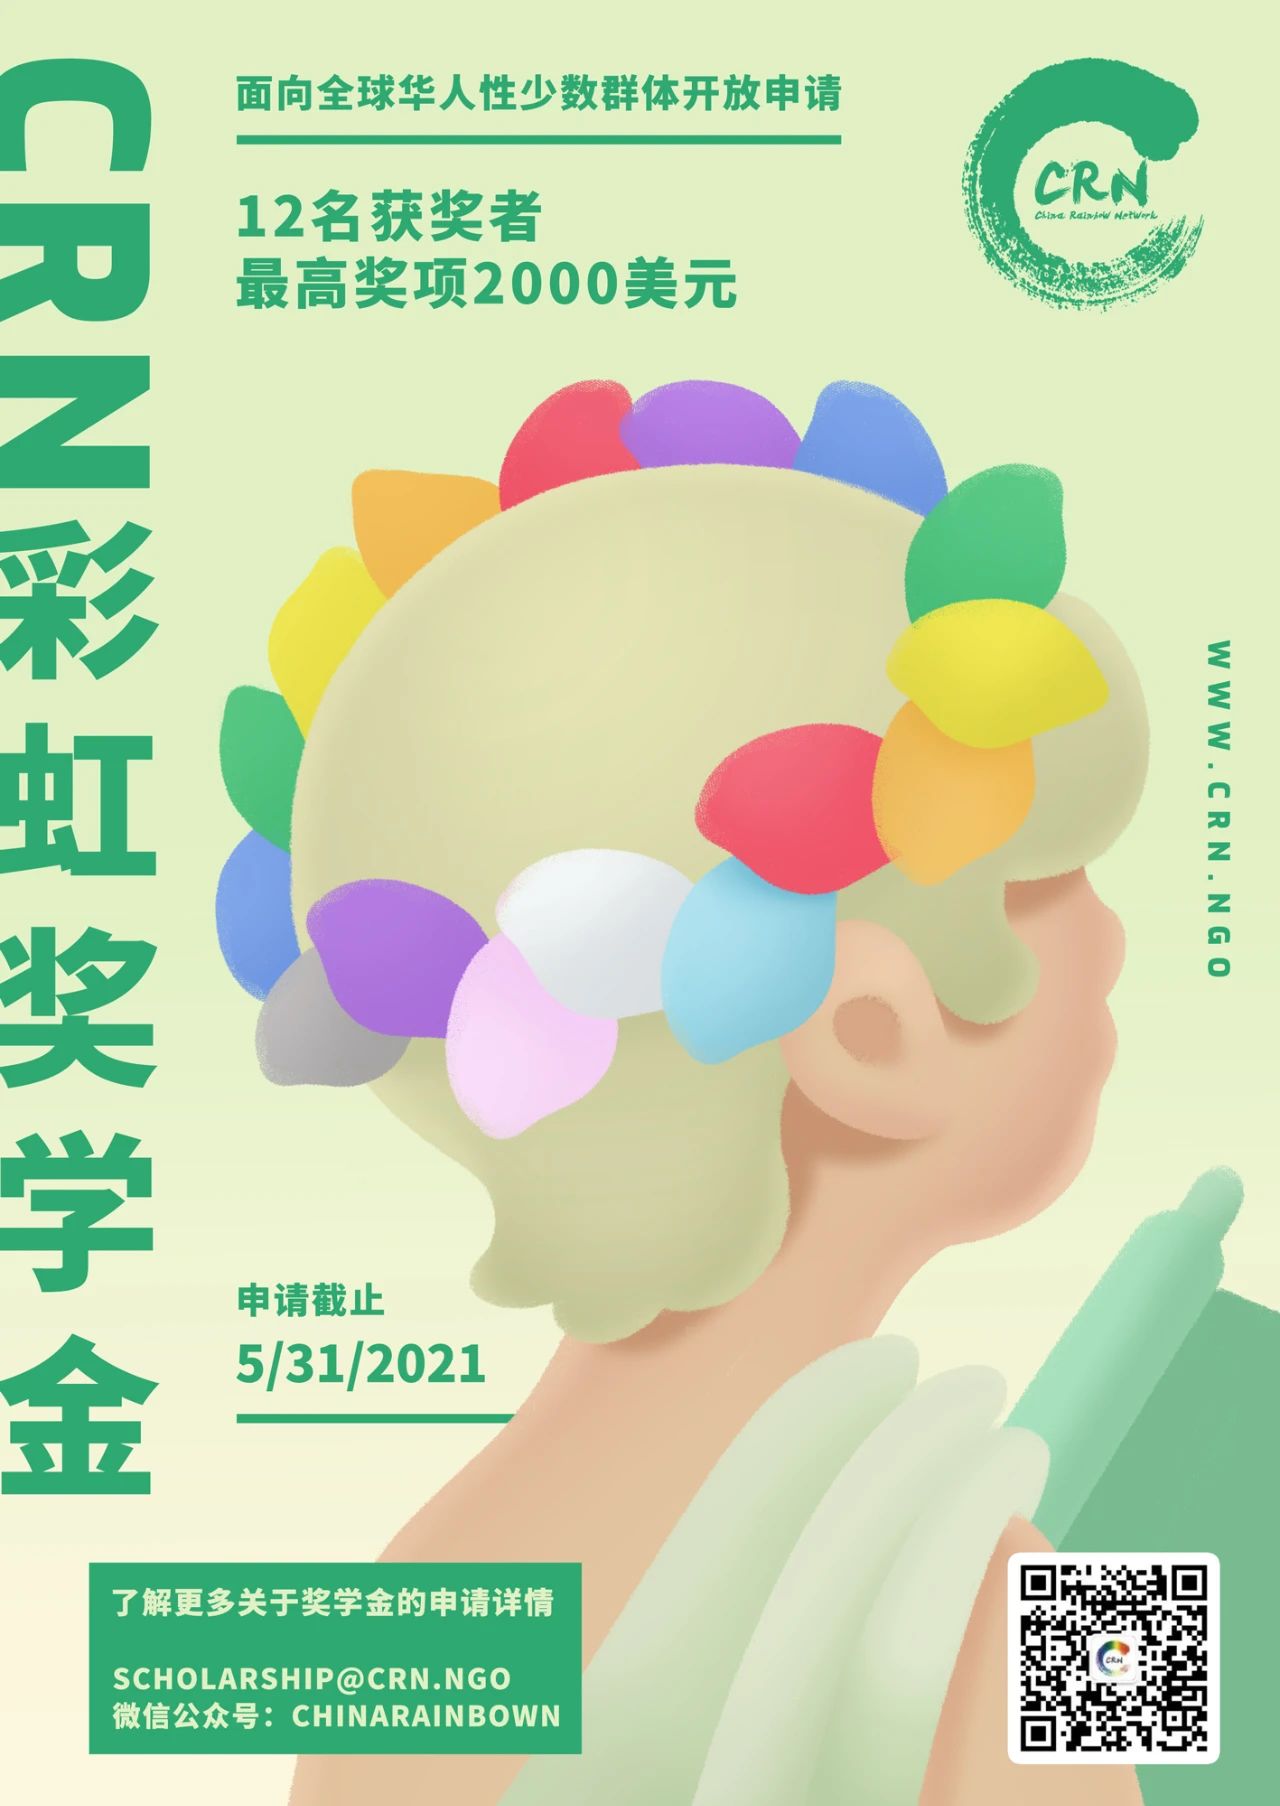 CRN彩虹奖学金
面向全球华人性少数群体开放申请
12名获奖者
最高奖项2000美元
CRN
China Rainbow Network
WWW.CRN.NGO
申请截止
5/31/2021
了解更多关于奖学金的申请详情
SCHOLARSHIP@CRN.NGO
微信公众号：CHINARAINBOWN
CRN